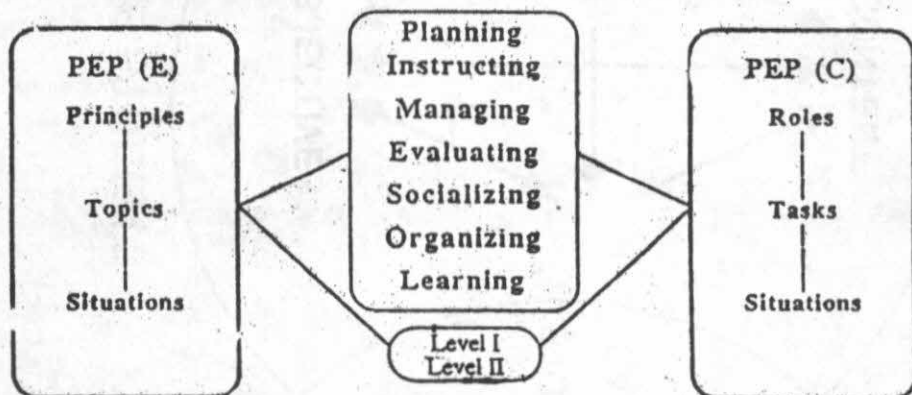 PEP (E)
Principles
Topics
Situations
Planning
Instructing
Managing
Evaluating
Socializing
Organizing
Learning
Level I
Level II
PEP (C)
Roles
Tasks
Situations